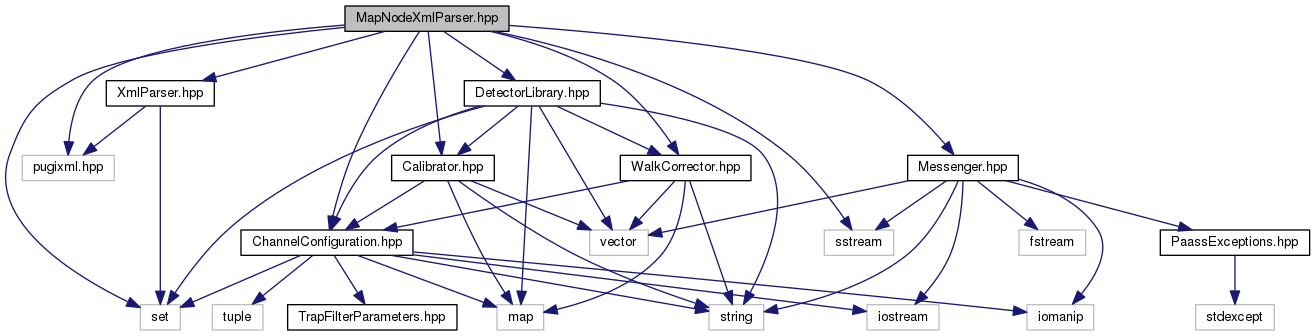 MapNodeXmlParser.hpp
XmlParser.hpp
DetectorLibrary.hpp
pugixml.hpp
Calibrator.hpp
WalkCorrector.hpp
Messenger.hpp
ChannelConfiguration.hpp
vector
sstream
fstream
PaassExceptions.hpp
set
tuple
TrapFilterParameters.hpp
map
string
iostream
iomanip
stdexcept